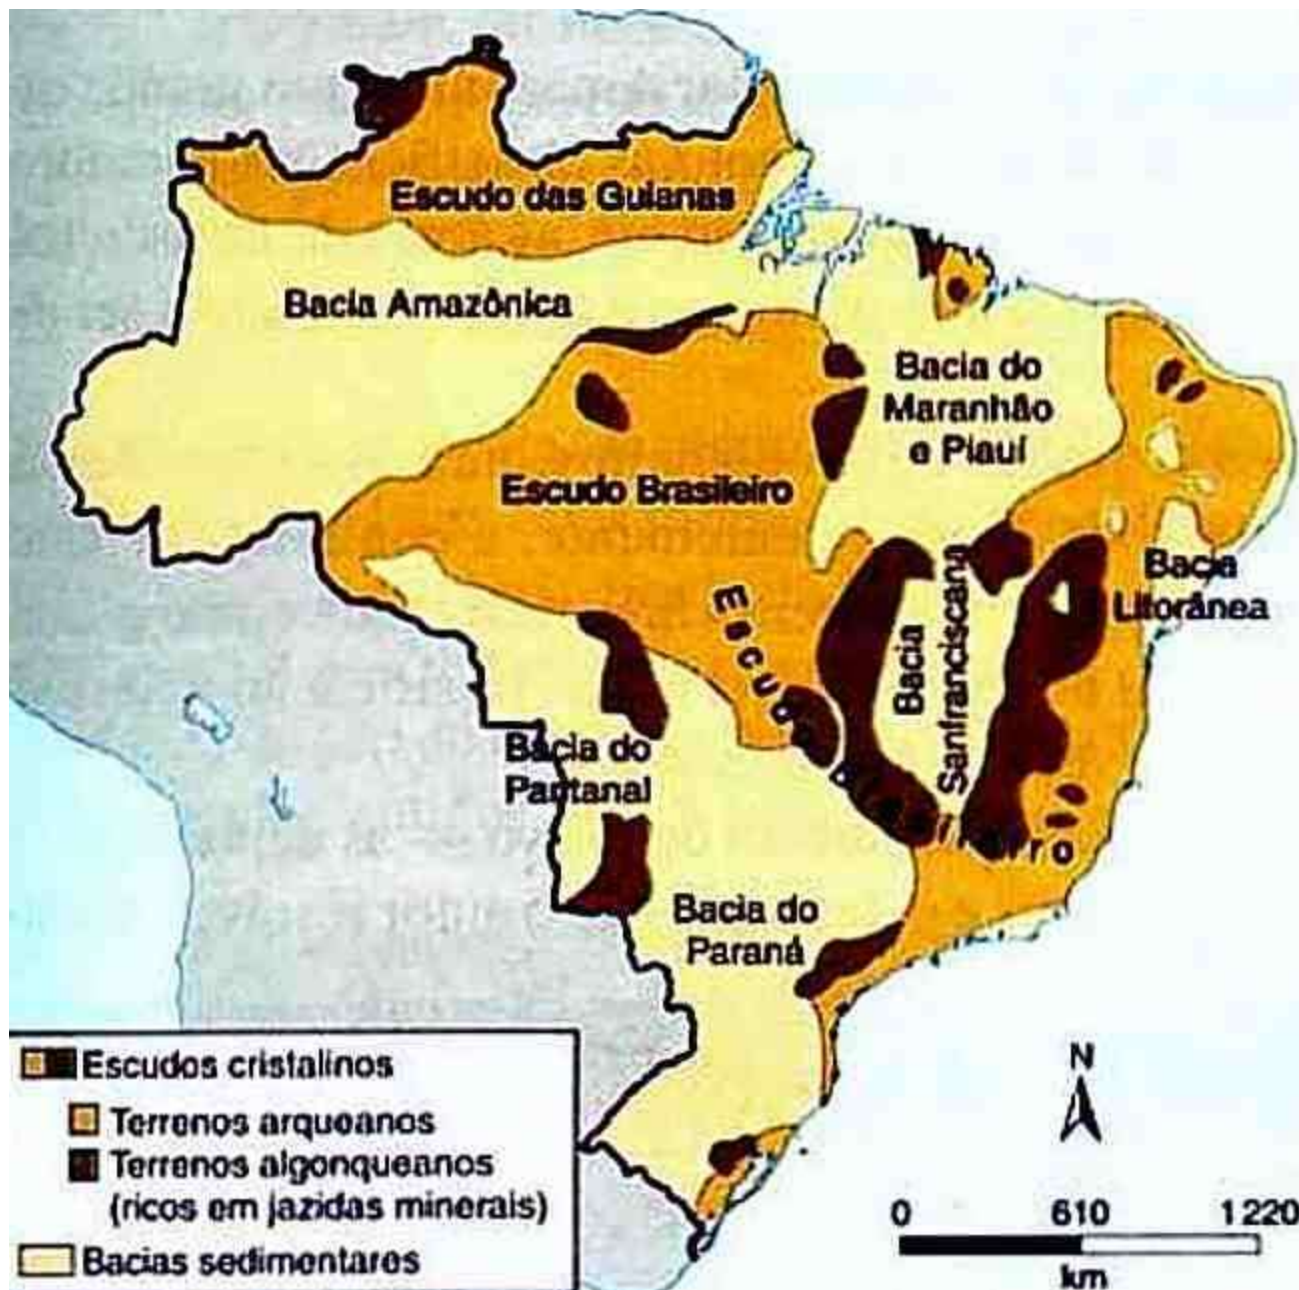 Escudo das Guianas
Bacia Amazônica
Bacia do
Maranhão
e Piauí
Escudo Brasileiro
Bacia
Litorânea
Escudo Brasileiro
Bacia
Sanfranciscana
Bacia do
Pantanal
Bacia do
Paraná
Escudos cristalinos
Terrenos arqueanos
Terrenos algonqueanos
(ricos em jazidas minerais)
Bacias sedimentares
N
0 610 1220
km